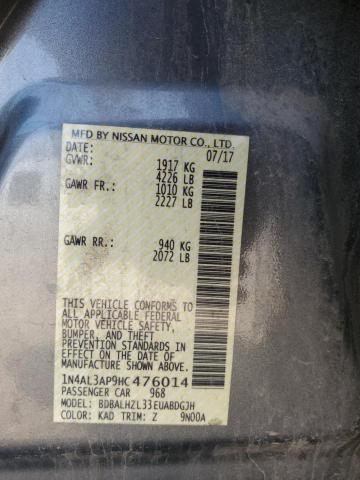 MFD BY NISSAN MOTOR CO., LTD.
DATE: 07/17
GVWR: 1917 KG
4226 LB
GAWR FR: 1010 KG
2227 LB
GAWR RR: 940 KG
2072 LB
THIS VEHICLE CONFORMS TO
ALL APPLICABLE FEDERAL
MOTOR VEHICLE SAFETY,
BUMPER, AND THEFT
PREVENTION STANDARDS IN
EFFECT ON THE DATE OF
MANUFACTURE SHOWN ABOVE.
1N4AL3AP9HC476014
PASSENGER CAR 968
MODEL: BDBALHZL33EUABDGJH
COLOR: KAD TRIM: Z 9N00A